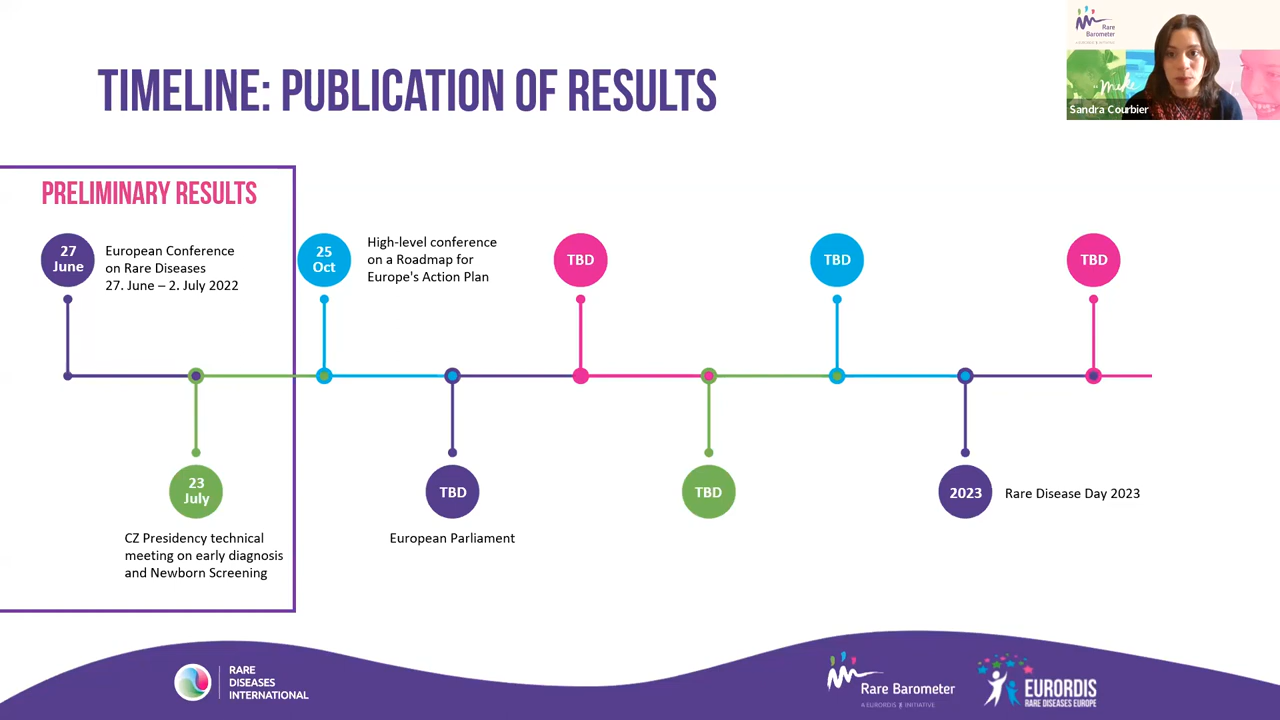 TIMELINE: PUBLICATION OF RESULTS
Rare
Barometer
Sandra Courbier
PRELIMINARY RESULTS
27
June
European Conference
on Rare Diseases
27. June – 2. July 2022
25
Oct
High-level conference
on a Roadmap for
Europe's Action Plan
TBD
TBD
TBD
23
July
CZ Presidency technical
meeting on early diagnosis
and Newborn Screening
TBD
European Parliament
TBD
2023
Rare Disease Day 2023
RARE
DISEASES
INTERNATIONAL
Rare Barometer
A EURORDIS INITIATIVE
EURORDIS
RARE DISEASES EUROPE